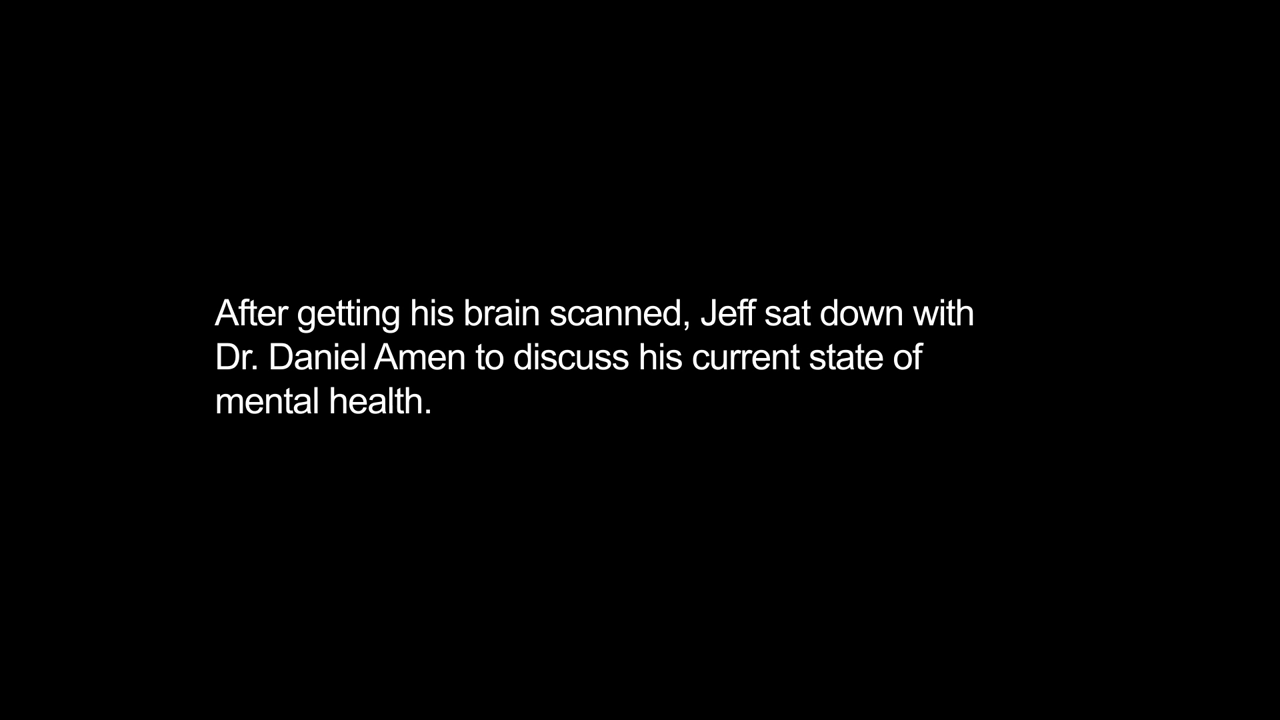 After getting his brain scanned, Jeff sat down with
Dr. Daniel Amen to discuss his current state of
mental health.